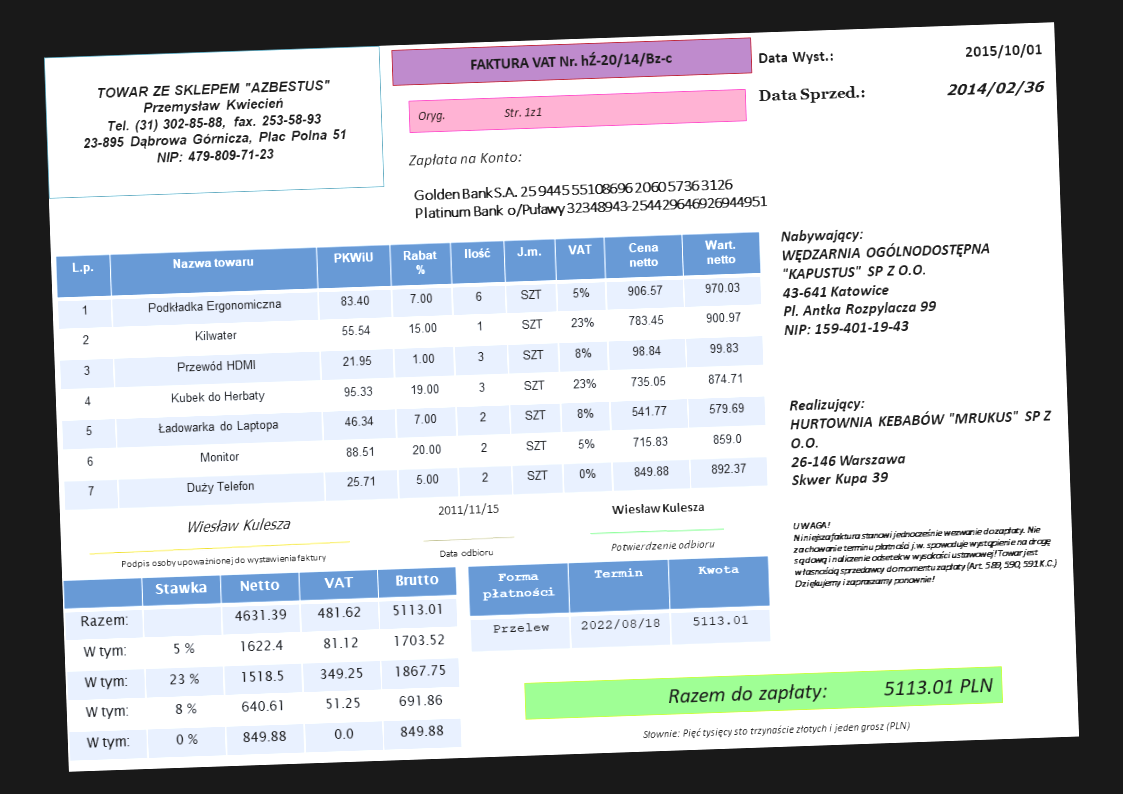 TOWAR ZE SKLEPEM "AZBESTUS"
Przemysław Kwiecień
Tel. (31) 302-85-88, fax. 253-58-93
23-895 Dąbrowa Górnicza, Plac Polna 51
NIP: 479-809-71-23
FAKTURA VAT Nr. hŹ-20/14/Bz-c
Oryg. Str. 1z1
Data Wyst.: 2015/10/01
Data Sprzed.: 2014/02/36
Zapłata na Konto:
Golden Bank S.A. 25 9445 5510 8696 2060 5736 3126
Platinum Bank o/Puławy 32348943-254429646926944951
Nabywający:
WĘDZARNIA OGÓLNODOSTĘPNA
"KAPUSTUS" SP Z O.O.
43-641 Katowice
Pl. Antka Rozpylacza 99
NIP: 159-401-19-43
Realizujący:
HURTOWNIA KEBABÓW "MRUKUS" SP Z
O.O.
26-146 Warszawa
Skwer Kupa 39
L.p. Nazwa towaru PKWiU Rabat % Ilość J.m. VAT Cena netto Wart. netto
1 Podkładka Ergonomiczna 83.40 7.00 6 SZT 5% 906.57 970.03
2 Kilwater 55.54 15.00 1 SZT 23% 783.45 900.97
3 Przewód HDMI 21.95 1.00 3 SZT 8% 98.84 99.83
4 Kubek do Herbaty 95.33 19.00 3 SZT 23% 735.05 874.71
5 Ładowarka do Laptopa 46.34 7.00 2 SZT 8% 541.77 579.69
6 Monitor 88.51 20.00 2 SZT 5% 715.83 859.0
7 Duży Telefon 25.71 5.00 2 SZT 0% 849.88 892.37
Wiesław Kulesza
Podpis osoby upoważnionej do wystawienia faktury
2011/11/15
Data odbioru
Wiesław Kulesza
Potwierdzenie odbioru
UWAGA!
Niniejsza faktura stanowi jednocześnie wezwanie do zapłaty. Nie
zachowanie terminu płatności j.w. spowoduje wystąpienie na drogę
sądową i naliczenie odsetek w wysokości ustawowej! Towar jest
własnością sprzedawcy do momentu zapłaty (Art. 589, 590, 591 K.C.)
Dziękujemy i zapraszamy ponownie!
Stawka Netto VAT Brutto
Razem: 4631.39 481.62 5113.01
W tym: 5 % 1622.4 81.12 1703.52
W tym: 23 % 1518.5 349.25 1867.75
W tym: 8 % 640.61 51.25 691.86
W tym: 0 % 849.88 0.0 849.88
Forma płatności Termin Kwota
Przelew 2022/08/18 5113.01
Razem do zapłaty: 5113.01 PLN
Słownie: Pięć tysięcy sto trzynaście złotych i jeden grosz (PLN)